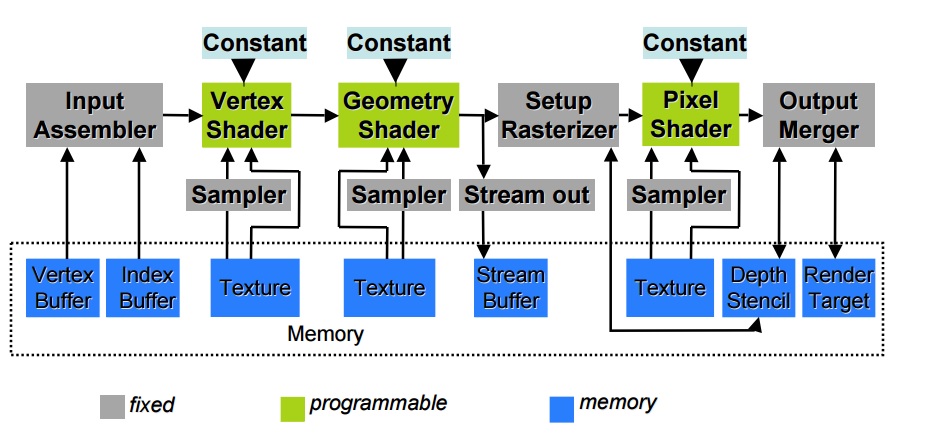 Constant
Constant
Constant
Input
Assembler
Vertex
Shader
Geometry
Shader
Setup
Rasterizer
Pixel
Shader
Output
Merger
Sampler
Sampler
Stream out
Sampler
Vertex
Buffer
Index
Buffer
Texture
Texture
Stream
Buffer
Texture
Depth
Stencil
Render
Target
Memory
fixed
programmable
memory